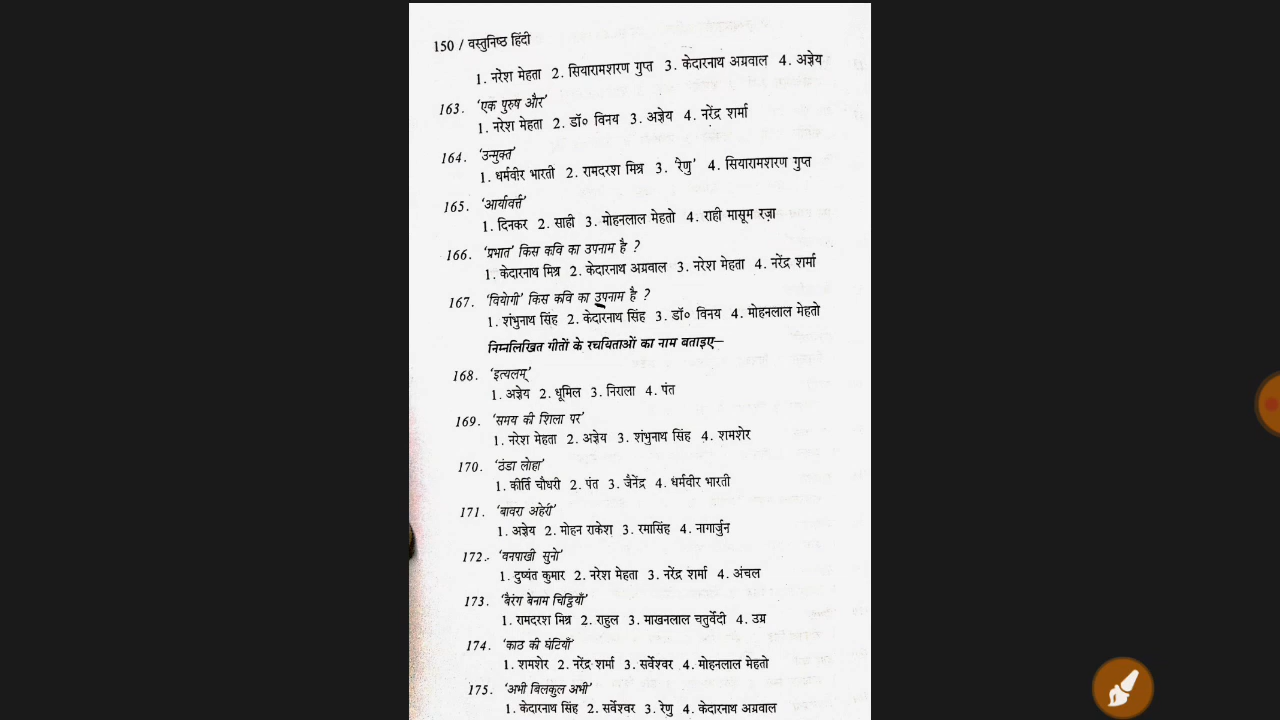 150 / वस्तुनिष्ठ हिंदी
1. नरेश मेहता 2. सियारामशरण गुप्त 3. केदारनाथ अग्रवाल 4. अज्ञेय
163. 'एक पुरुष और'
1. नरेश मेहता 2. डॉ० विनय 3. अज्ञेय 4. नरेंद्र शर्मा
164. 'उन्मुक्त'
1. धर्मवीर भारती 2. रामदरश मिश्र 3. 'रेणु' 4. सियारामशरण गुप्त
165. 'आर्यावर्त्त'
1. दिनकर 2. साही 3. मोहनलाल मेहतो 4. राही मासूम रज़ा
166. 'प्रभात' किस कवि का उपनाम है ?
1. केदारनाथ मिश्र 2. केदारनाथ अग्रवाल 3. नरेश मेहता 4. नरेंद्र शर्मा
167. 'वियोगी' किस कवि का उपनाम है ?
1. शंभुनाथ सिंह 2. केदारनाथ सिंह 3. डॉ० विनय 4. मोहनलाल मेहतो
निम्नलिखित गीतों के रचयिताओं का नाम बताइए—
168. 'इत्यलम्'
1. अज्ञेय 2. धूमिल 3. निराला 4. पंत
169. 'समय की शिला पर'
1. नरेश मेहता 2. अज्ञेय 3. शंभुनाथ सिंह 4. शमशेर
170. 'ठंडा लोहा'
1. कीर्ति चौधरी 2. पंत 3. जैनेंद्र 4. धर्मवीर भारती
171. 'बावरा अहेरी'
1. अज्ञेय 2. मोहन राकेश 3. रमासिंह 4. नागार्जुन
172. 'वनपाखी सुनो'
1. दुष्यंत कुमार 2. नरेश मेहता 3. नरेंद्र शर्मा 4. अंचल
173. 'बैरंग बेनाम चिट्ठियाँ'
1. रामदरश मिश्र 2. राहुल 3. माखनलाल चतुर्वेदी 4. उग्र
174. 'काठ की घंटियाँ'
1. शमशेर 2. नरेंद्र शर्मा 3. सर्वेश्वर 4. मोहनलाल मेहतो
175. 'अभी बिलकुल अभी'
1. केदारनाथ सिंह 2. सर्वेश्वर 3. रेणु 4. केदारनाथ अग्रवाल